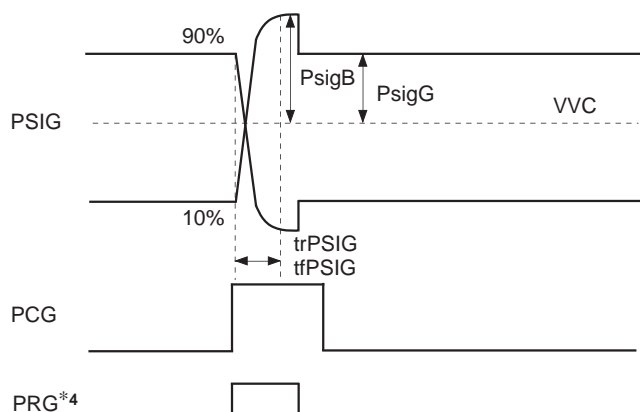 90%
PsigB
PsigG
VVC
PSIG
10%
trPSIG
tfPSIG
PCG
PRG*4